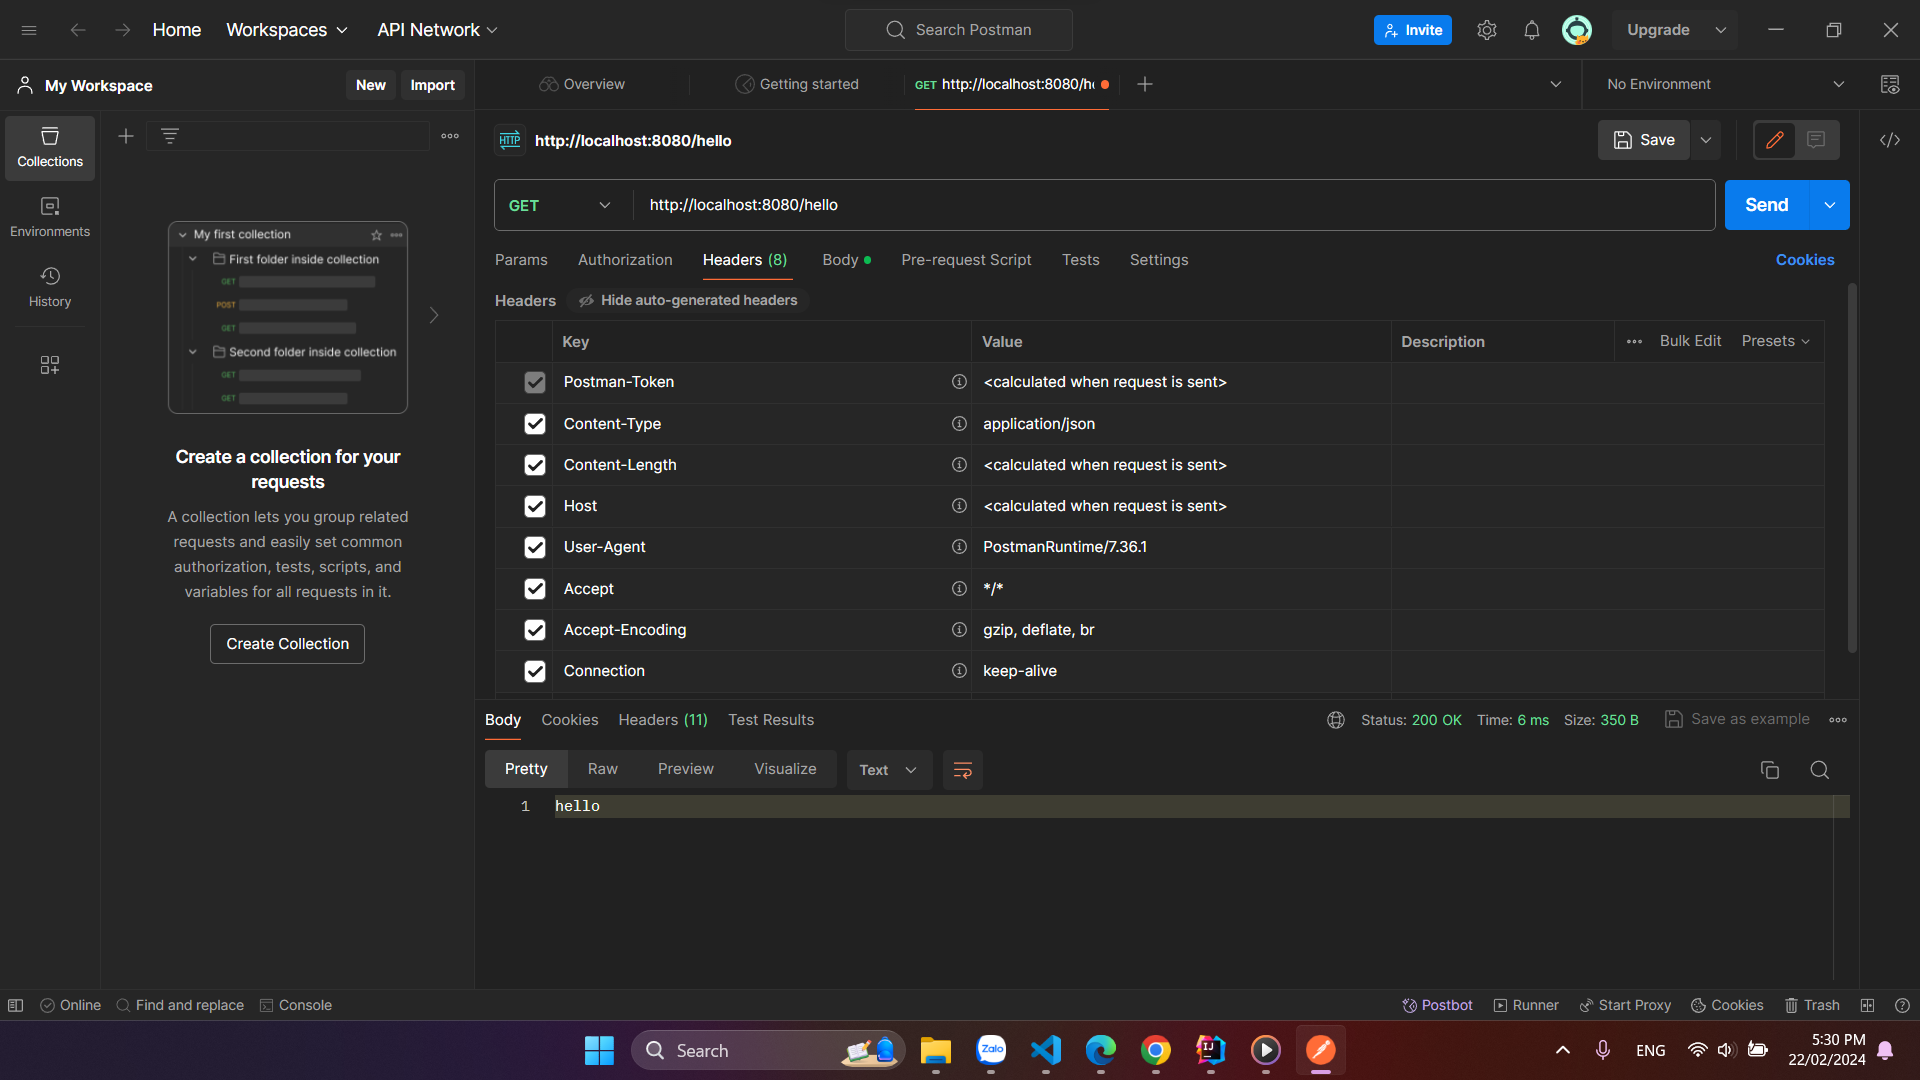 Home
Workspaces
API Network
Search Postman
Invite
Upgrade
My Workspace
New
Import
Overview
Getting started
GET http://localhost:8080/he
No Environment
Collections
Environments
History
My first collection
First folder inside collection
GET
POST
GET
Second folder inside collection
GET
GET
Create a collection for your
requests
A collection lets you group related
requests and easily set common
authorization, tests, scripts, and
variables for all requests in it.
Create Collection
HTTP http://localhost:8080/hello
Save
GET http://localhost:8080/hello
Send
Params Authorization Headers (8) Body Pre-request Script Tests Settings
Cookies
Headers Hide auto-generated headers
Key Value Description Bulk Edit Presets
Postman-Token <calculated when request is sent>
Content-Type application/json
Content-Length <calculated when request is sent>
Host <calculated when request is sent>
User-Agent PostmanRuntime/7.36.1
Accept */*
Accept-Encoding gzip, deflate, br
Connection keep-alive
Body Cookies Headers (11) Test Results
Status: 200 OK Time: 6 ms Size: 350 B Save as example
Pretty Raw Preview Visualize Text
1 hello
Online Find and replace Console
Postbot Runner Start Proxy Cookies Trash
Search
Zalo
IJ
ENG
5:30 PM
22/02/2024